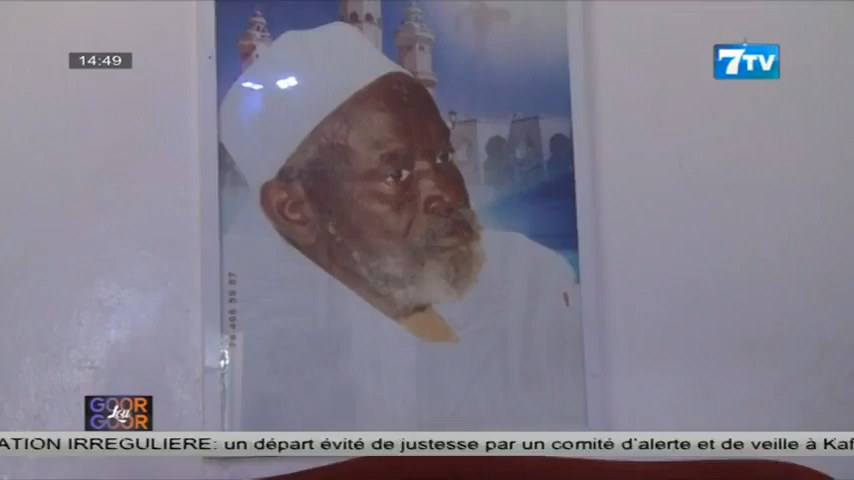 14:49
7TV
GOOR
Lou
GOOR
ATION IRREGULIERE: un départ évité de justesse par un comité d'alerte et de veille à Kaf